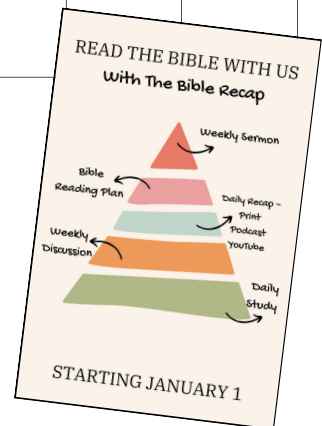 READ THE BIBLE WITH US
With The Bible Recap
Weekly Sermon
Bible
Reading Plan
Daily Recap -
Print
Podcast
YouTube
Weekly
Discussion
Daily
Study
STARTING JANUARY 1